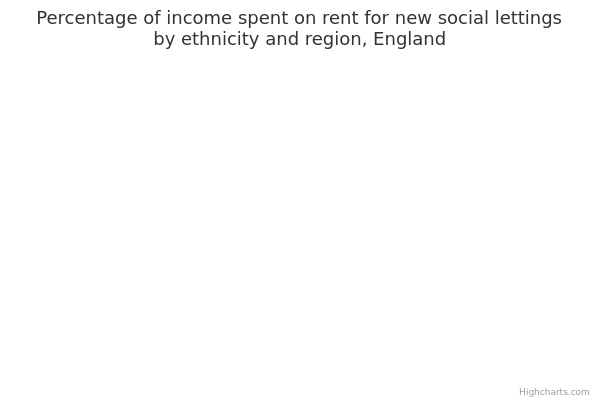 Percentage of income spent on rent for new social lettings
by ethnicity and region, England
Highcharts.com